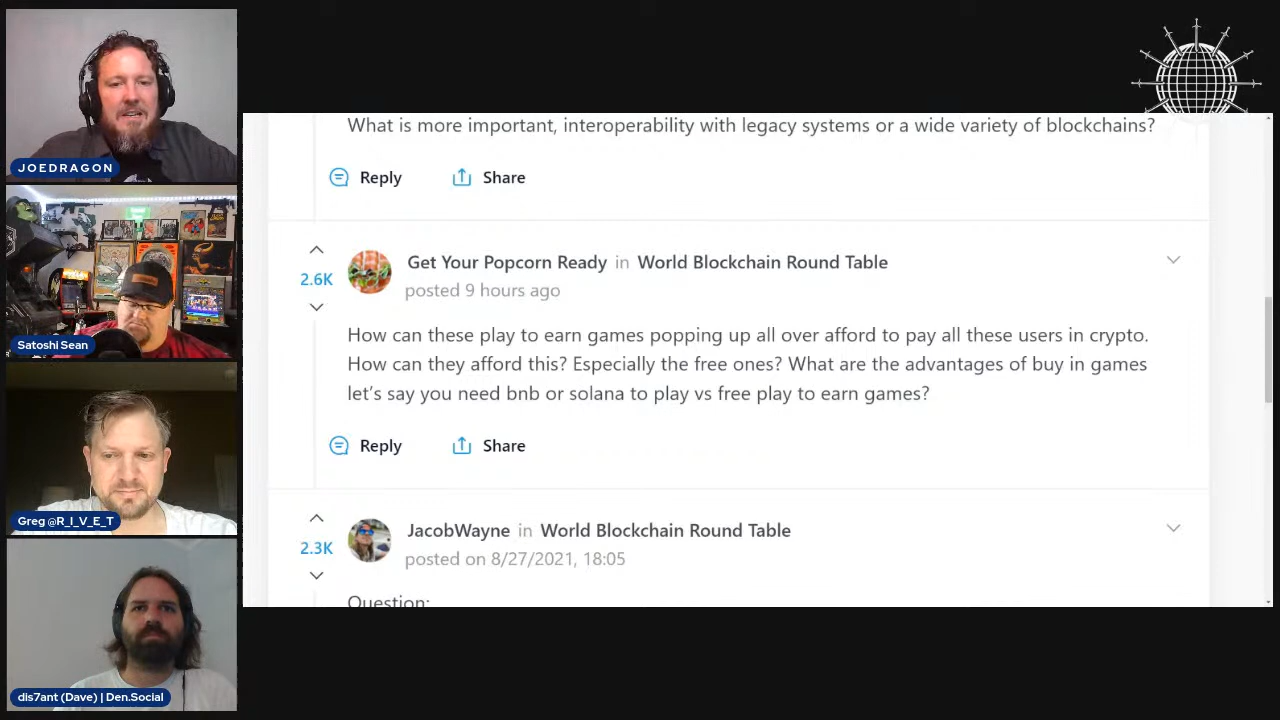 JOEDRAGON
Satoshi Sean
Greg @R_I_V_E_T
dis7ant (Dave) | Den.Social
What is more important, interoperability with legacy systems or a wide variety of blockchains?
Reply Share
Get Your Popcorn Ready in World Blockchain Round Table
2.6K
posted 9 hours ago
How can these play to earn games popping up all over afford to pay all these users in crypto.
How can they afford this? Especially the free ones? What are the advantages of buy in games
let’s say you need bnb or solana to play vs free play to earn games?
Reply Share
JacobWayne in World Blockchain Round Table
2.3K
posted on 8/27/2021, 18:05
Question: